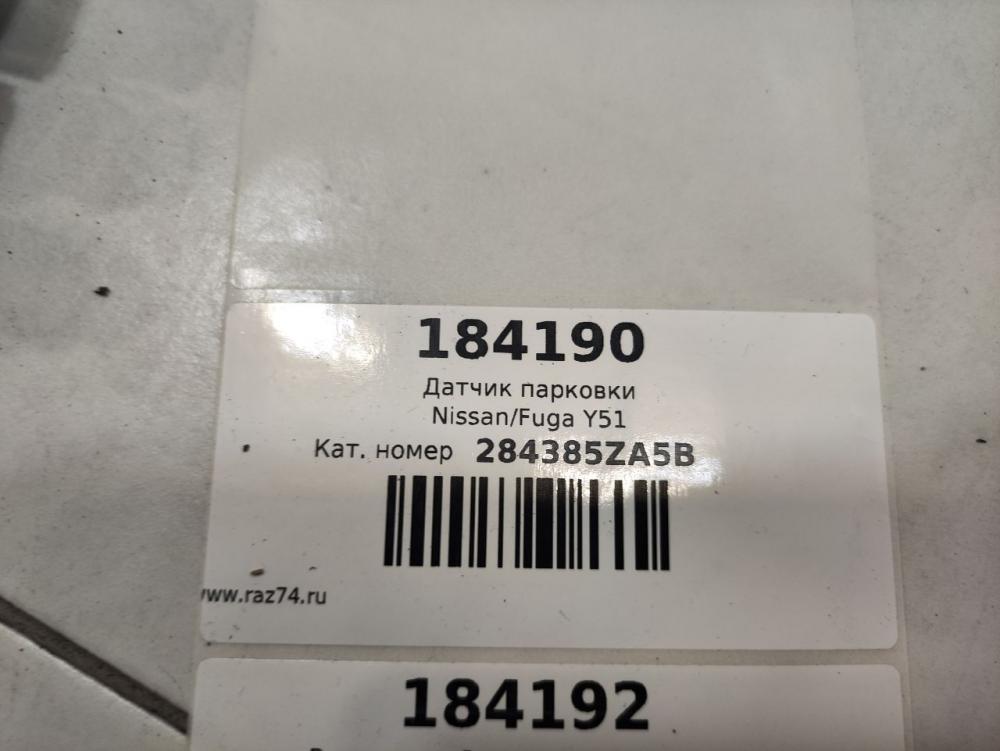 184190
Датчик парковки
Nissan/Fuga Y51
Кат. номер 284385ZA5B
www.raz74.ru
184192